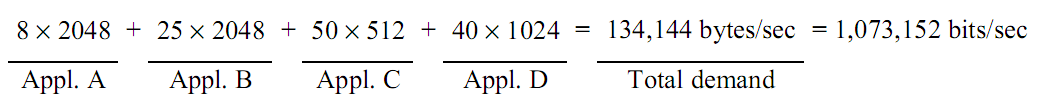 8 × 2048 + 25 × 2048 + 50 × 512 + 40 × 1024 = 134,144 bytes/sec = 1,073,152 bits/sec
Appl. A Appl. B Appl. C Appl. D Total demand